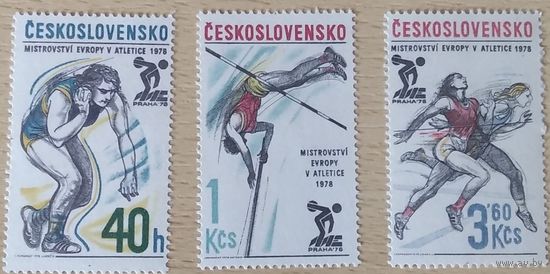 ČESKOSLOVENSKO
MISTROVSTVÍ EVROPY V ATLETICE 1978
PRAHA '78
40 h
ČESKOSLOVENSKO
1
Kčs
MISTROVSTVÍ
EVROPY
V ATLETICE
1978
PRAHA '78
ČESKOSLOVENSKO
MISTROVSTVÍ EVROPY V ATLETICE 1978
PRAHA '78
3'60
Kčs